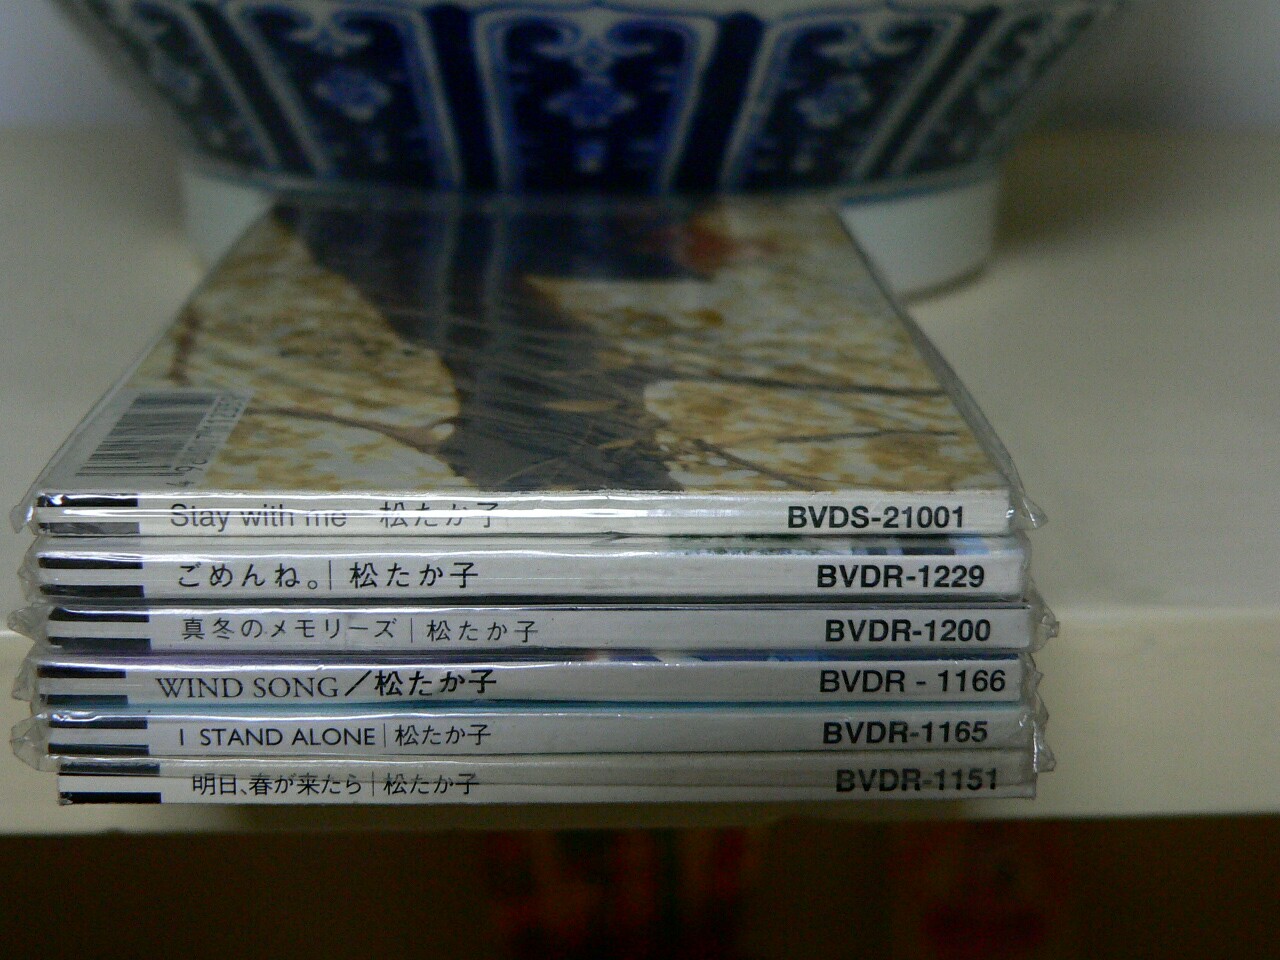 Stay with me 松たか子 BVDS-21001
ごめんね。|松たか子 BVDR-1229
真冬のメモリーズ|松たか子 BVDR-1200
WIND SONG/松たか子 BVDR - 1166
I STAND ALONE|松たか子 BVDR-1165
明日、春が来たら|松たか子 BVDR-1151